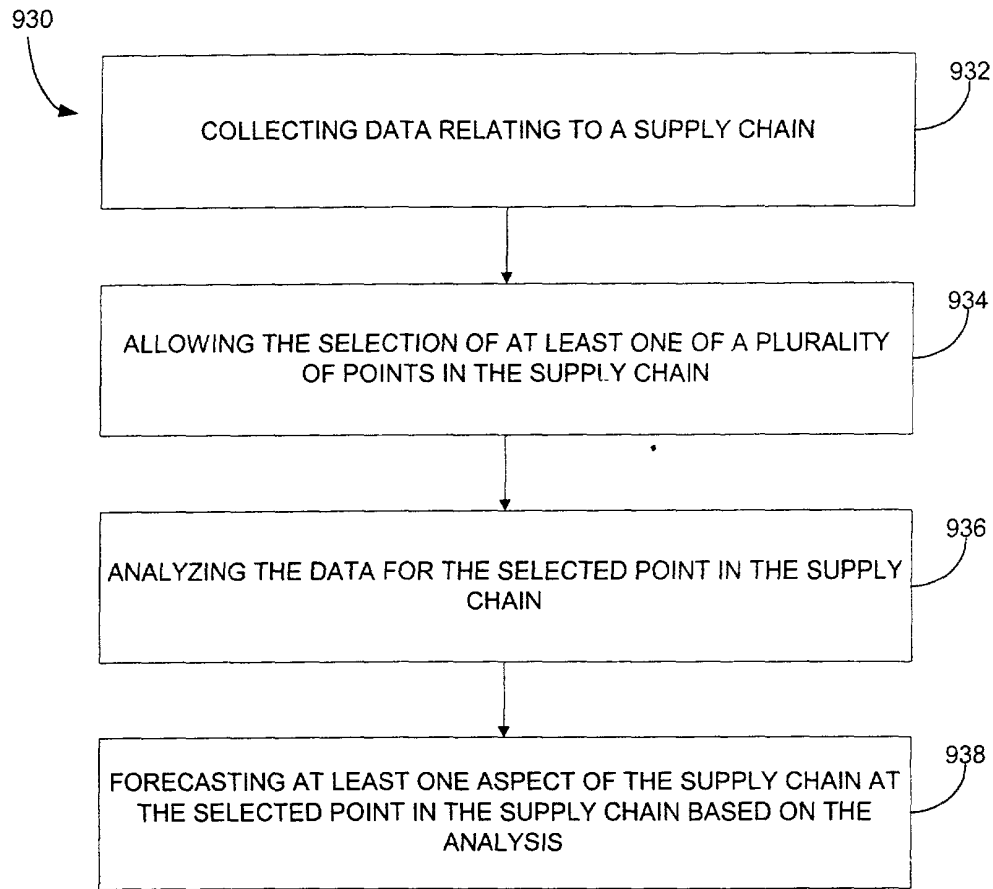 930
932
COLLECTING DATA RELATING TO A SUPPLY CHAIN
934
ALLOWING THE SELECTION OF AT LEAST ONE OF A PLURALITY
OF POINTS IN THE SUPPLY CHAIN
936
ANALYZING THE DATA FOR THE SELECTED POINT IN THE SUPPLY
CHAIN
938
FORECASTING AT LEAST ONE ASPECT OF THE SUPPLY CHAIN AT
THE SELECTED POINT IN THE SUPPLY CHAIN BASED ON THE
ANALYSIS